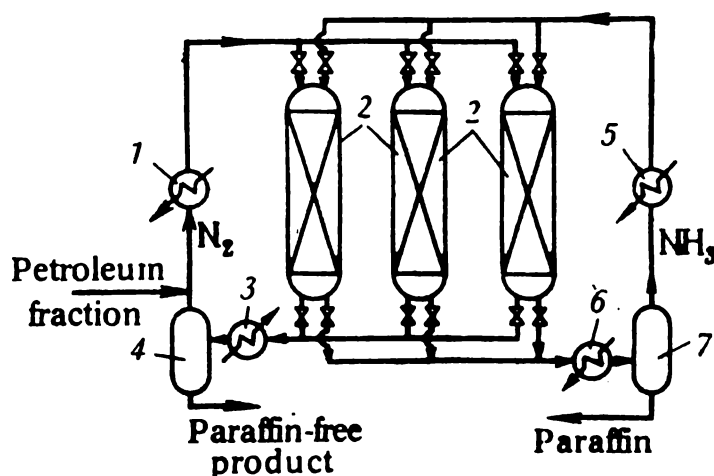 2
2
1
5
N₂
NH₃
Petroleum
fraction
3
6
4
7
Paraffin-free
product
Paraffin